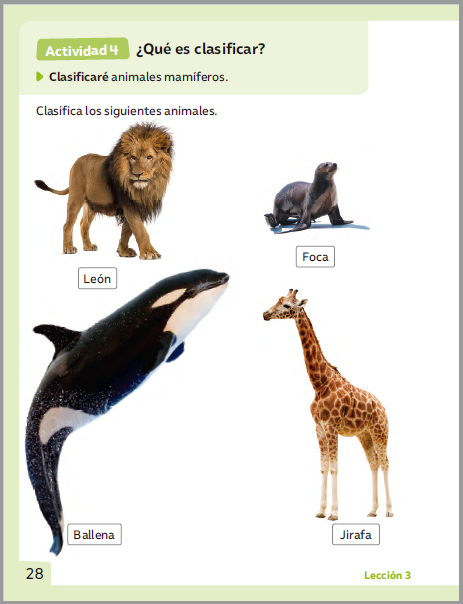 Actividad 4 ¿Qué es clasificar?
Clasificaré animales mamíferos.
Clasifica los siguientes animales.
León
Foca
Ballena
Jirafa
28
Lección 3